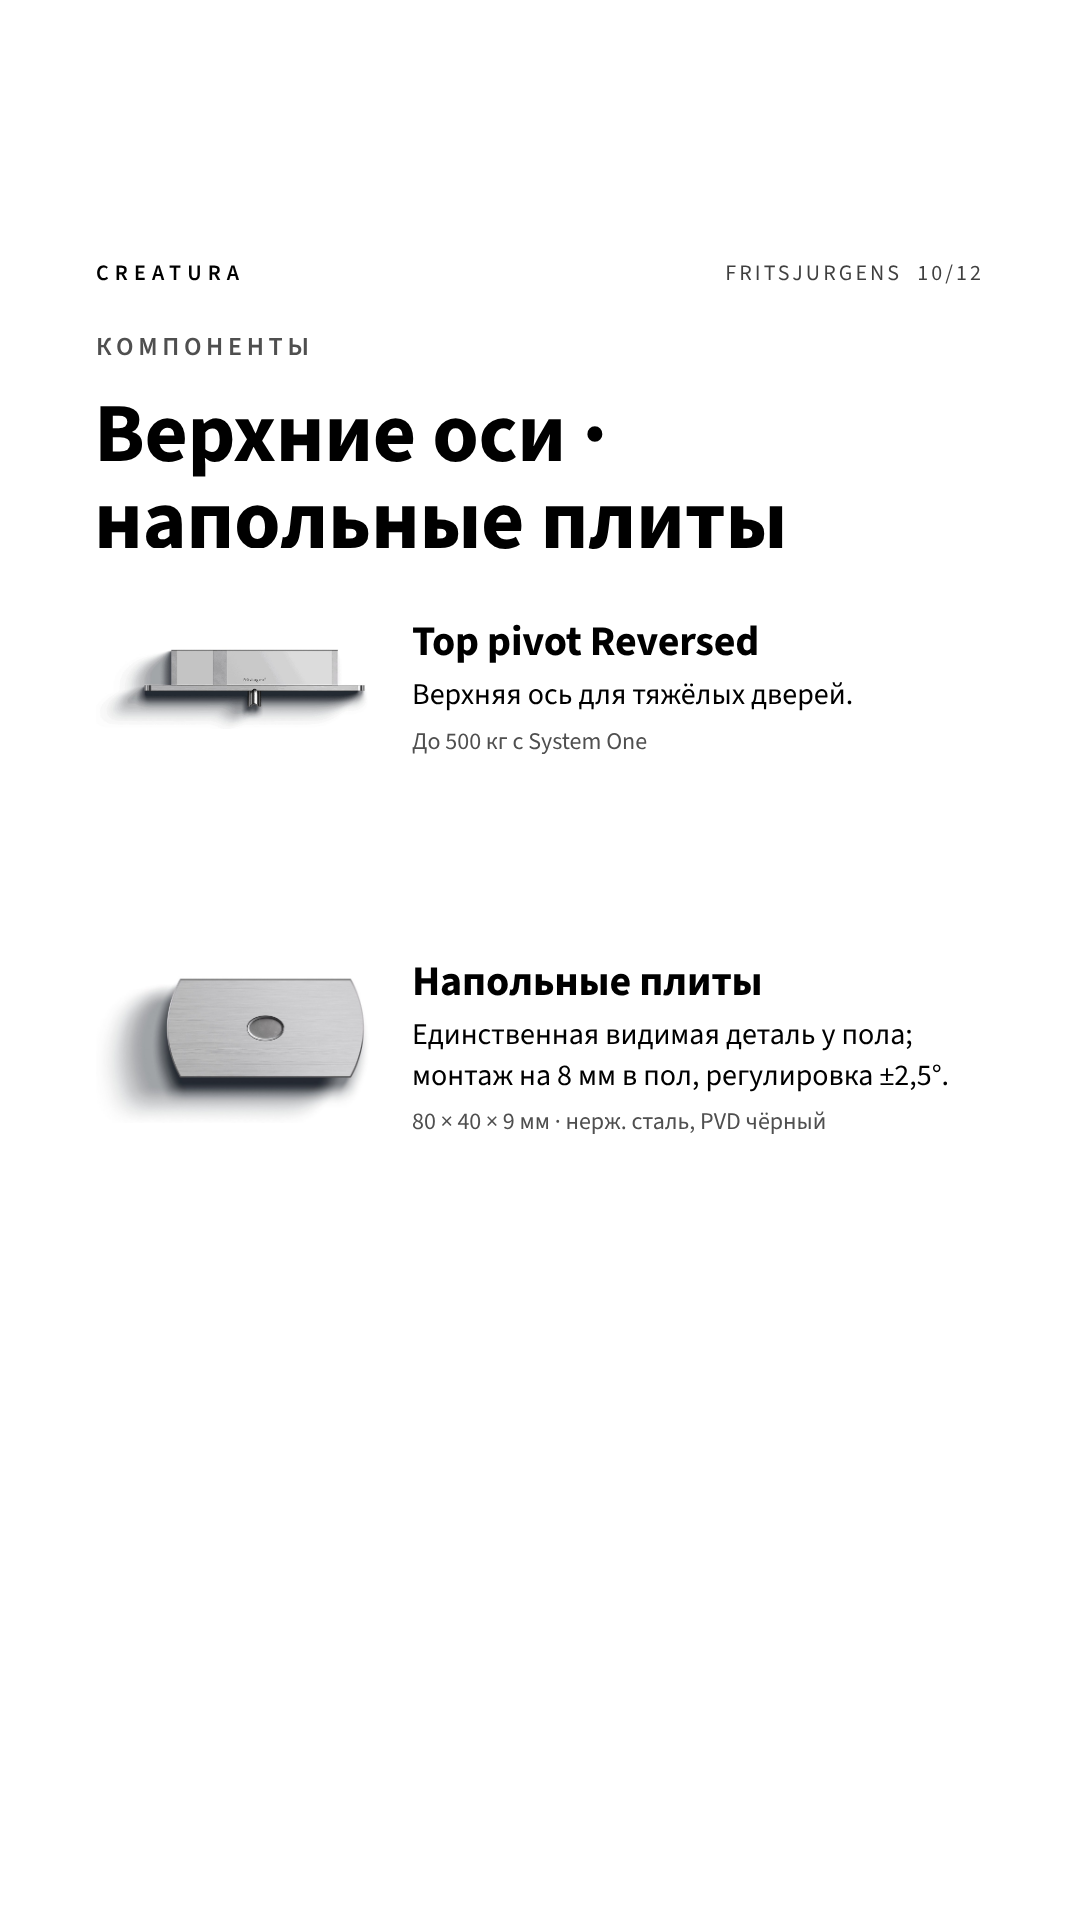 CREATURA
FRITSJURGENS 10/12
КОМПОНЕНТЫ
Верхние оси ·
напольные плиты
Top pivot Reversed
Верхняя ось для тяжёлых дверей.
До 500 кг с System One
Напольные плиты
Единственная видимая деталь у пола;
монтаж на 8 мм в пол, регулировка ±2,5°.
80 × 40 × 9 мм · нерж. сталь, PVD чёрный